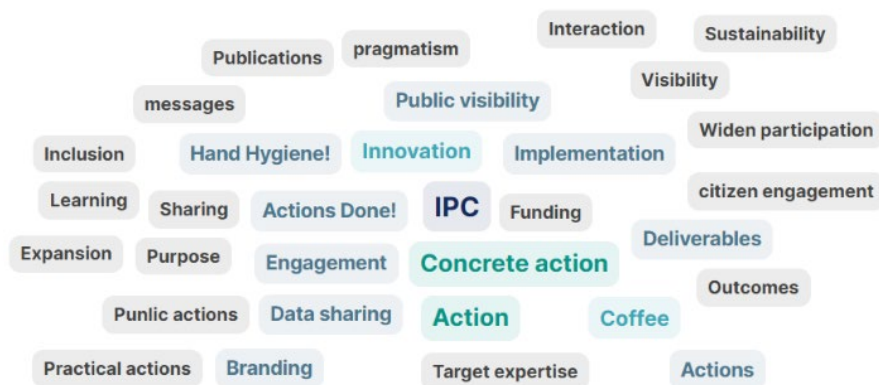 Interaction
Sustainability
Publications
pragmatism
Visibility
messages
Public visibility
Widen participation
Inclusion
Hand Hygiene!
Innovation
Implementation
Learning
Sharing
Actions Done!
IPC
Funding
citizen engagement
Expansion
Purpose
Engagement
Concrete action
Deliverables
Outcomes
Punlic actions
Data sharing
Action
Coffee
Practical actions
Branding
Target expertise
Actions